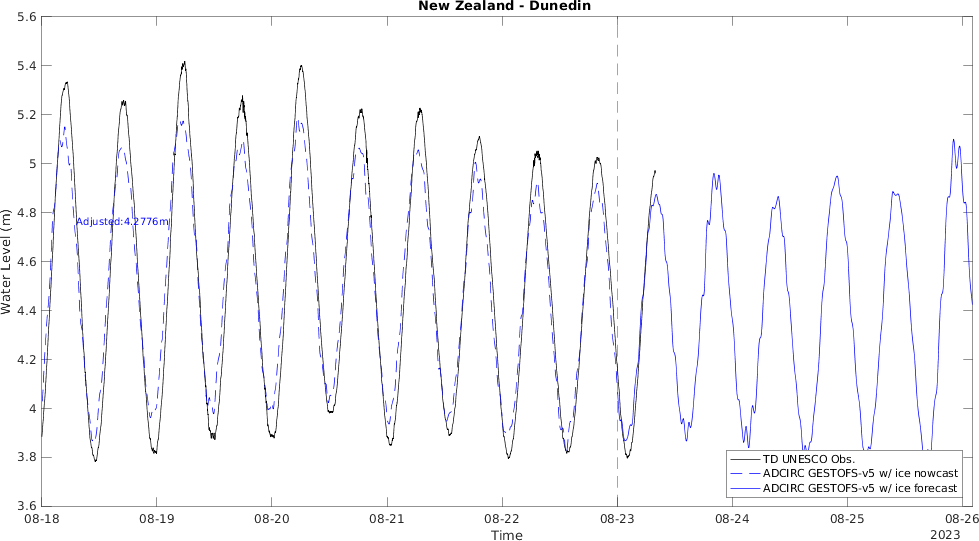 New Zealand - Dunedin
Water Level (m)
5.6
5.4
5.2
5
4.8
4.6
4.4
4.2
4
3.8
3.6
Adjusted:4.2776m
TD UNESCO Obs.
ADCIRC GESTOFS-v5 w/ ice nowcast
ADCIRC GESTOFS-v5 w/ ice forecast
08-18 08-19 08-20 08-21 08-22 08-23 08-24 08-25 08-26
Time
2023